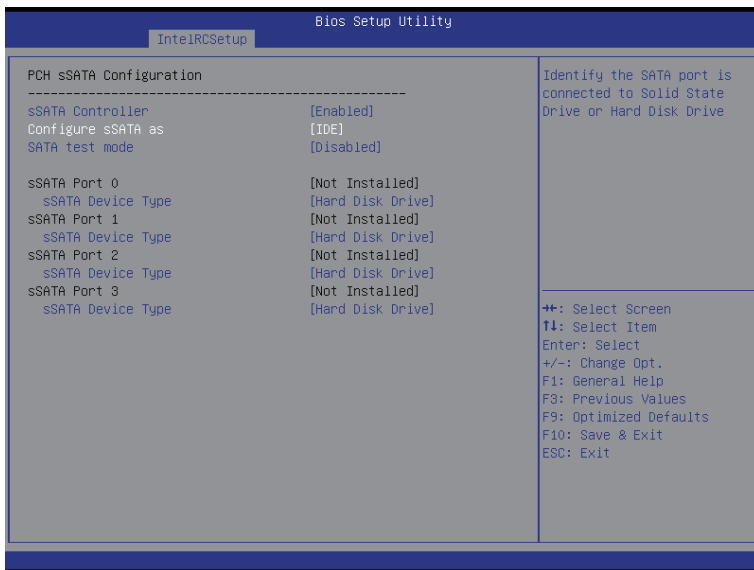 Bios Setup Utility
IntelRCSetup
PCH sSATA Configuration
--------------------------------------------------
sSATA Controller [Enabled]
Configure sSATA as [IDE]
SATA test mode [Disabled]
sSATA Port 0 [Not Installed]
sSATA Device Type [Hard Disk Drive]
sSATA Port 1 [Not Installed]
sSATA Device Type [Hard Disk Drive]
sSATA Port 2 [Not Installed]
sSATA Device Type [Hard Disk Drive]
sSATA Port 3 [Not Installed]
sSATA Device Type [Hard Disk Drive]
Identify the SATA port is
connected to Solid State
Drive or Hard Disk Drive
→←: Select Screen
↑↓: Select Item
Enter: Select
+/-: Change Opt.
F1: General Help
F3: Previous Values
F9: Optimized Defaults
F10: Save & Exit
ESC: Exit